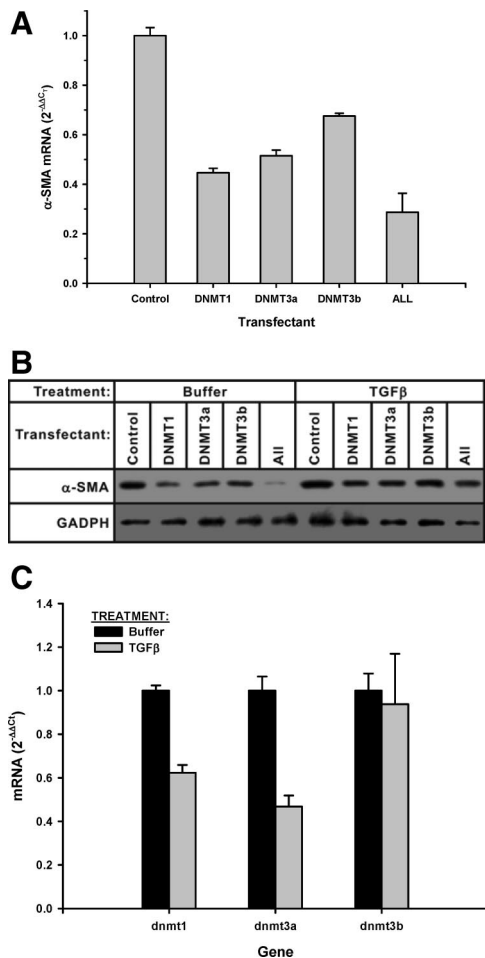 A
α-SMA mRNA (2^-ΔΔC_T)
1.0
0.8
0.6
0.4
0.2
0.0
Control DNMT1 DNMT3a DNMT3b ALL
Transfectant
B
Treatment: Buffer TGFβ
Transfectant: Control DNMT1 DNMT3a DNMT3b All Control DNMT1 DNMT3a DNMT3b All
α-SMA
GADPH
C
mRNA (2^-ΔΔCt)
1.4
1.2
1.0
0.8
0.6
0.4
0.2
0.0
TREATMENT:
Buffer
TGFβ
dnmt1 dnmt3a dnmt3b
Gene